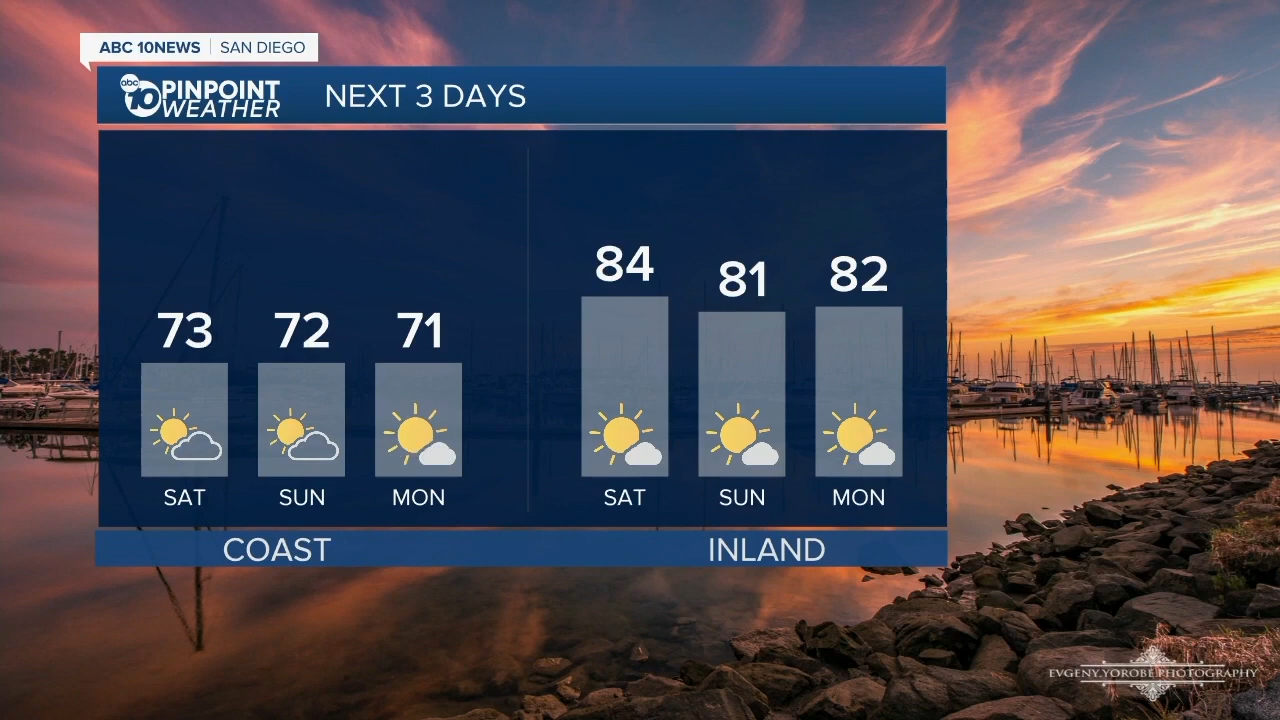 ABC 10NEWS | SAN DIEGO
abc 10 PINPOINT WEATHER
NEXT 3 DAYS
73 72 71
SAT SUN MON
COAST
84 81 82
SAT SUN MON
INLAND
EVGENY.YOROBE PHOTOGRAPHY